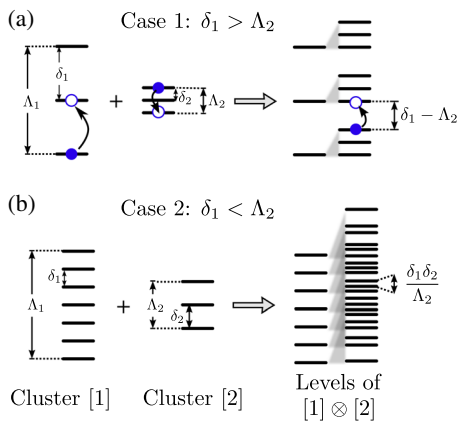 (a) Case 1: δ₁ > Λ₂
δ₁
Λ₁
+
δ₂
Λ₂
δ₁ − Λ₂
(b) Case 2: δ₁ < Λ₂
δ₁
Λ₁
+
Λ₂
δ₂
δ₁δ₂
Λ₂
Cluster [1] Cluster [2] Levels of
[1] ⊗ [2]